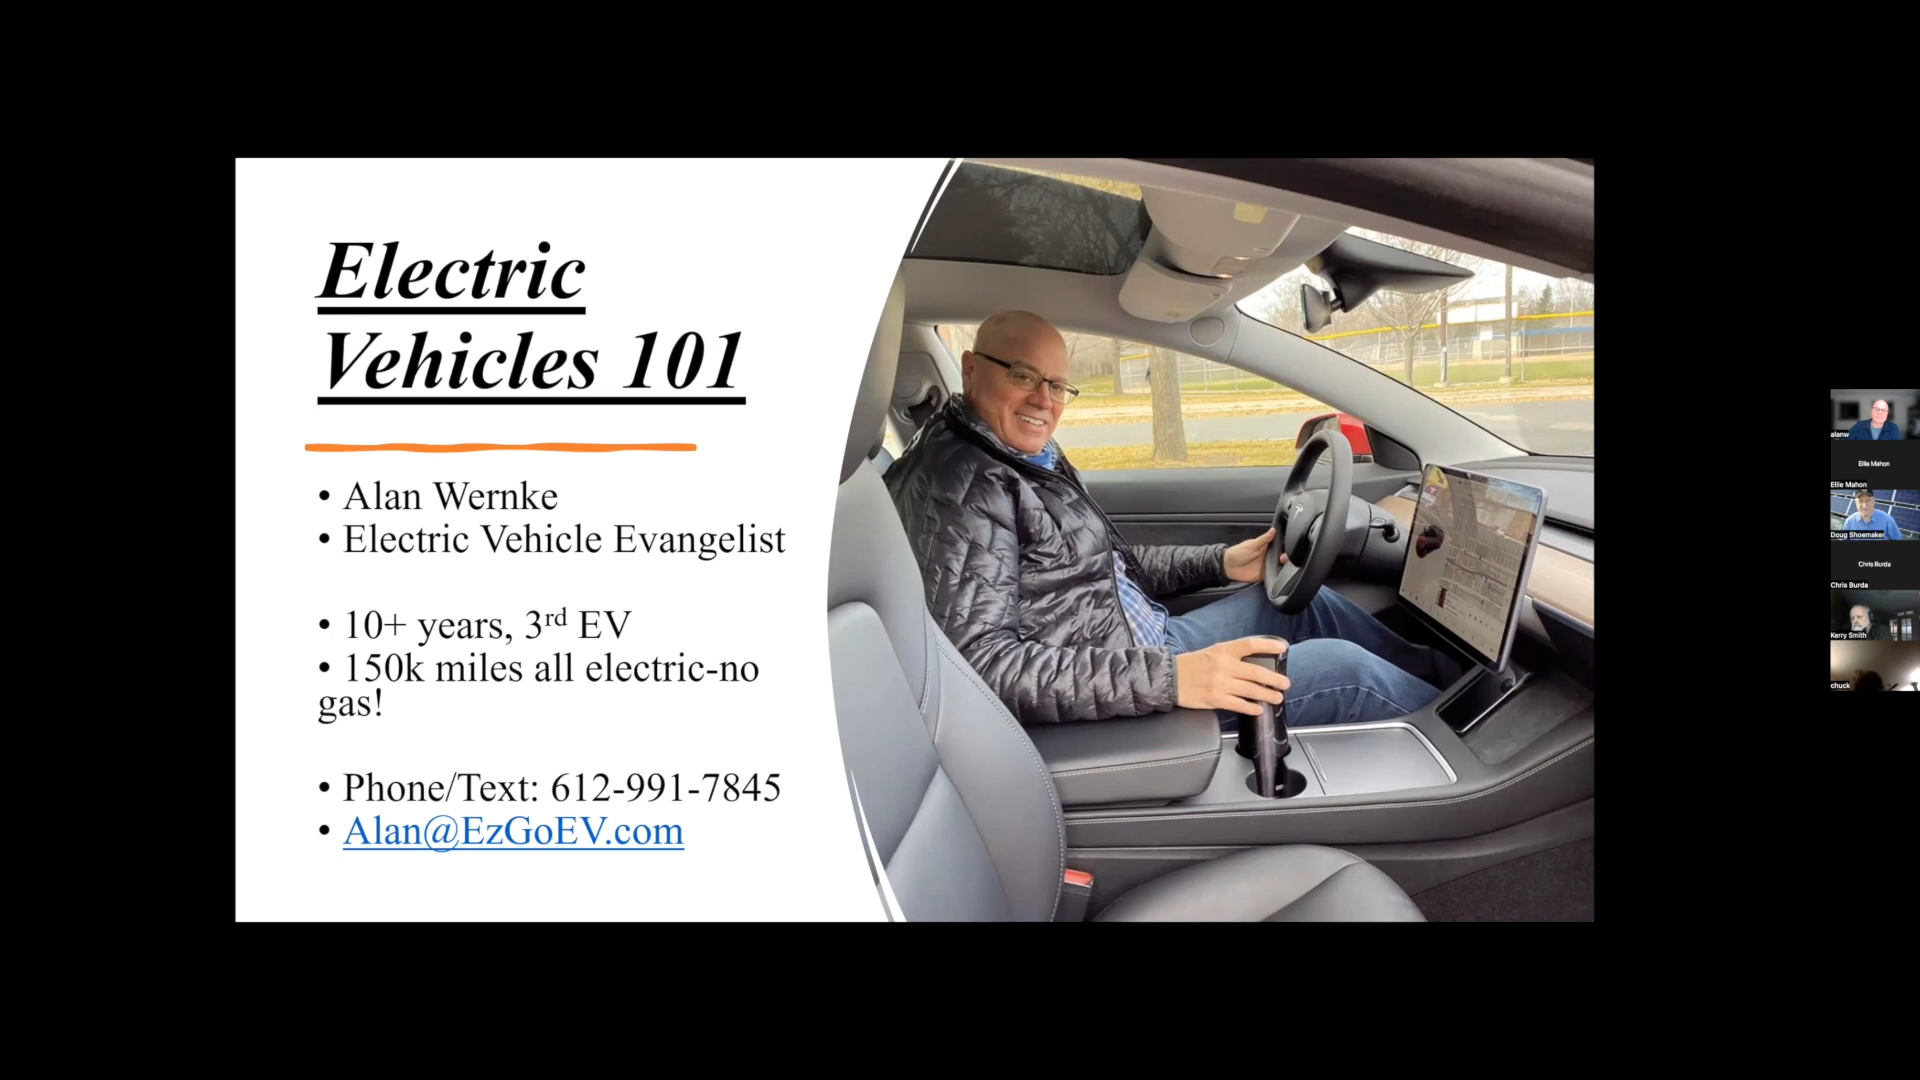 Electric
Vehicles 101
• Alan Wernke
• Electric Vehicle Evangelist
• 10+ years, 3rd EV
• 150k miles all electric-no
gas!
• Phone/Text: 612-991-7845
• Alan@EzGoEV.com
alanw
Ellie Mahon
Ellie Mahon
Doug Shoemaker
Chris Burda
Chris Burda
Kerry Smith
chuck